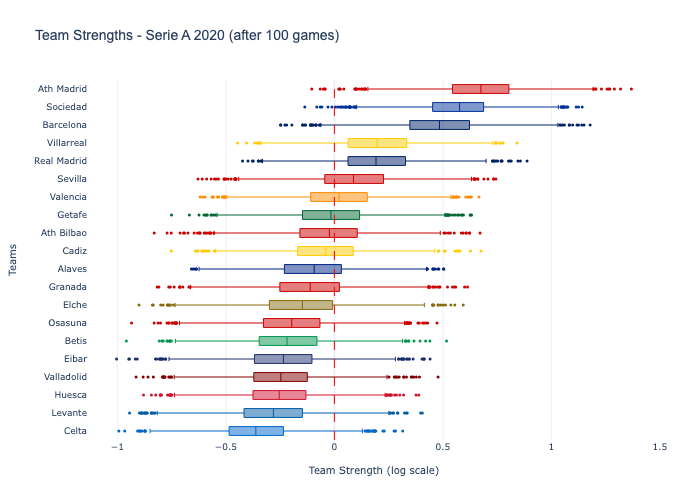 Team Strengths - Serie A 2020 (after 100 games)
Ath Madrid
Sociedad
Barcelona
Villarreal
Real Madrid
Sevilla
Valencia
Getafe
Ath Bilbao
Cadiz
Alaves
Granada
Elche
Osasuna
Betis
Eibar
Valladolid
Huesca
Levante
Celta
Teams
−1 −0.5 0 0.5 1 1.5
Team Strength (log scale)